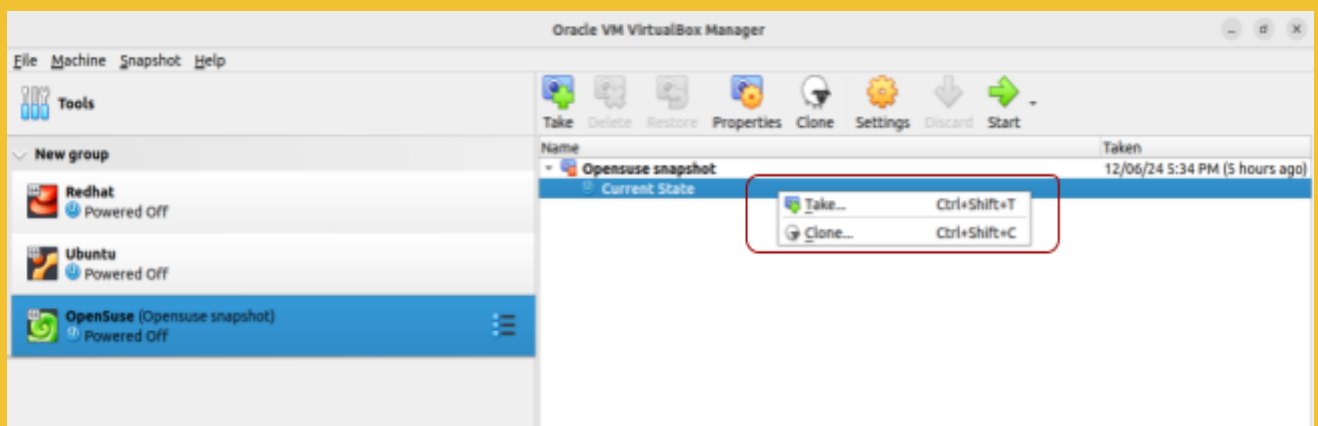 Oracle VM VirtualBox Manager
File Machine Snapshot Help
Tools
Take Delete Restore Properties Clone Settings Discard Start
New group
Redhat
Powered Off
Ubuntu
Powered Off
OpenSuse (Opensuse snapshot)
Powered Off
Name Taken
Opensuse snapshot 12/06/24 5:34 PM (5 hours ago)
Current State
Take... Ctrl+Shift+T
Clone... Ctrl+Shift+C